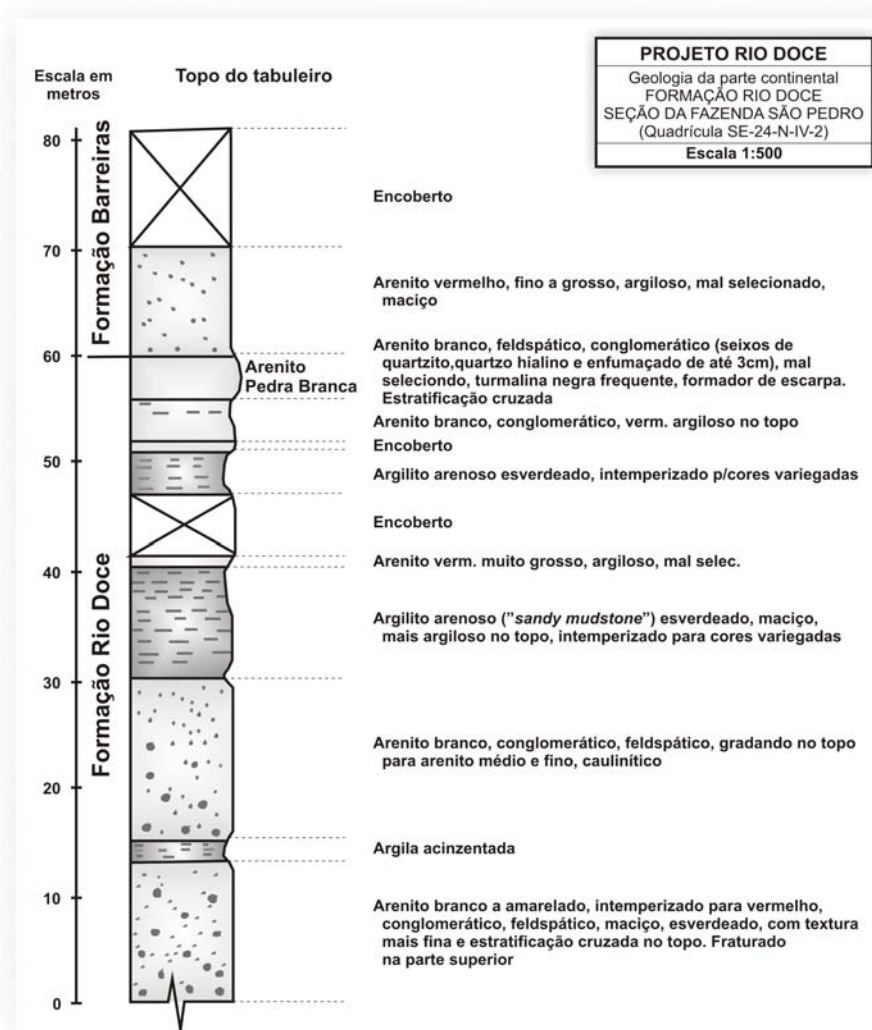 PROJETO RIO DOCE
Geologia da parte continental
FORMAÇÃO RIO DOCE
SEÇÃO DA FAZENDA SÃO PEDRO
(Quadrícula SE-24-N-IV-2)
Escala 1:500
Escala em
metros
Topo do tabuleiro
80
70
60
50
40
30
20
10
0
Formação Barreiras
Formação Rio Doce
Arenito
Pedra Branca
Encoberto
Arenito vermelho, fino a grosso, argiloso, mal selecionado,
maciço
Arenito branco, feldspático, conglomerático (seixos de
quartzito,quartzo hialino e enfumaçado de até 3cm), mal
seleciondo, turmalina negra frequente, formador de escarpa.
Estratificação cruzada
Arenito branco, conglomerático, verm. argiloso no topo
Encoberto
Argilito arenoso esverdeado, intemperizado p/cores variegadas
Encoberto
Arenito verm. muito grosso, argiloso, mal selec.
Argilito arenoso ("sandy mudstone") esverdeado, maciço,
mais argiloso no topo, intemperizado para cores variegadas
Arenito branco, conglomerático, feldspático, gradando no topo
para arenito médio e fino, caulinítico
Argila acinzentada
Arenito branco a amarelado, intemperizado para vermelho,
conglomerático, feldspático, maciço, esverdeado, com textura
mais fina e estratificação cruzada no topo. Fraturado
na parte superior